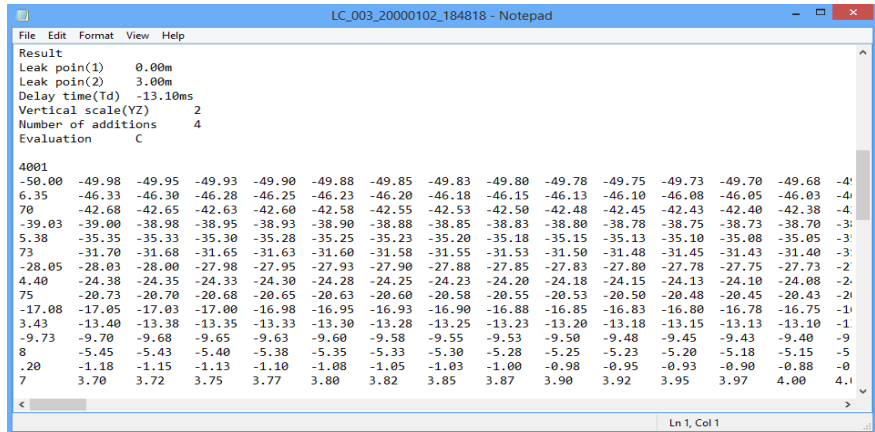 LC_003_20000102_184818 - Notepad
File Edit Format View Help
Result
Leak poin(1) 0.00m
Leak poin(2) 3.00m
Delay time(Td) -13.10ms
Vertical scale(YZ) 2
Number of additions 4
Evaluation C
4001
-50.00 -49.98 -49.95 -49.93 -49.90 -49.88 -49.85 -49.83 -49.80 -49.78 -49.75 -49.73 -49.70 -49.68
6.35 -46.33 -46.30 -46.28 -46.25 -46.23 -46.20 -46.18 -46.15 -46.13 -46.10 -46.08 -46.05 -46.03
70 -42.68 -42.65 -42.63 -42.60 -42.58 -42.55 -42.53 -42.50 -42.48 -42.45 -42.43 -42.40 -42.38
-39.03 -39.00 -38.98 -38.95 -38.93 -38.90 -38.88 -38.85 -38.83 -38.80 -38.78 -38.75 -38.73 -38.70
5.38 -35.35 -35.33 -35.30 -35.28 -35.25 -35.23 -35.20 -35.18 -35.15 -35.13 -35.10 -35.08 -35.05
73 -31.70 -31.68 -31.65 -31.63 -31.60 -31.58 -31.55 -31.53 -31.50 -31.48 -31.45 -31.43 -31.40
-28.05 -28.03 -28.00 -27.98 -27.95 -27.93 -27.90 -27.88 -27.85 -27.83 -27.80 -27.78 -27.75 -27.73
4.40 -24.38 -24.35 -24.33 -24.30 -24.28 -24.25 -24.23 -24.20 -24.18 -24.15 -24.13 -24.10 -24.08
75 -20.73 -20.70 -20.68 -20.65 -20.63 -20.60 -20.58 -20.55 -20.53 -20.50 -20.48 -20.45 -20.43
-17.08 -17.05 -17.03 -17.00 -16.98 -16.95 -16.93 -16.90 -16.88 -16.85 -16.83 -16.80 -16.78 -16.75
3.43 -13.40 -13.38 -13.35 -13.33 -13.30 -13.28 -13.25 -13.23 -13.20 -13.18 -13.15 -13.13 -13.10
-9.73 -9.70 -9.68 -9.65 -9.63 -9.60 -9.58 -9.55 -9.53 -9.50 -9.48 -9.45 -9.43 -9.40
8 -5.45 -5.43 -5.40 -5.38 -5.35 -5.33 -5.30 -5.28 -5.25 -5.23 -5.20 -5.18 -5.15
.20 -1.18 -1.15 -1.13 -1.10 -1.08 -1.05 -1.03 -1.00 -0.98 -0.95 -0.93 -0.90 -0.88
7 3.70 3.72 3.75 3.77 3.80 3.82 3.85 3.87 3.90 3.92 3.95 3.97 4.00
Ln 1, Col 1